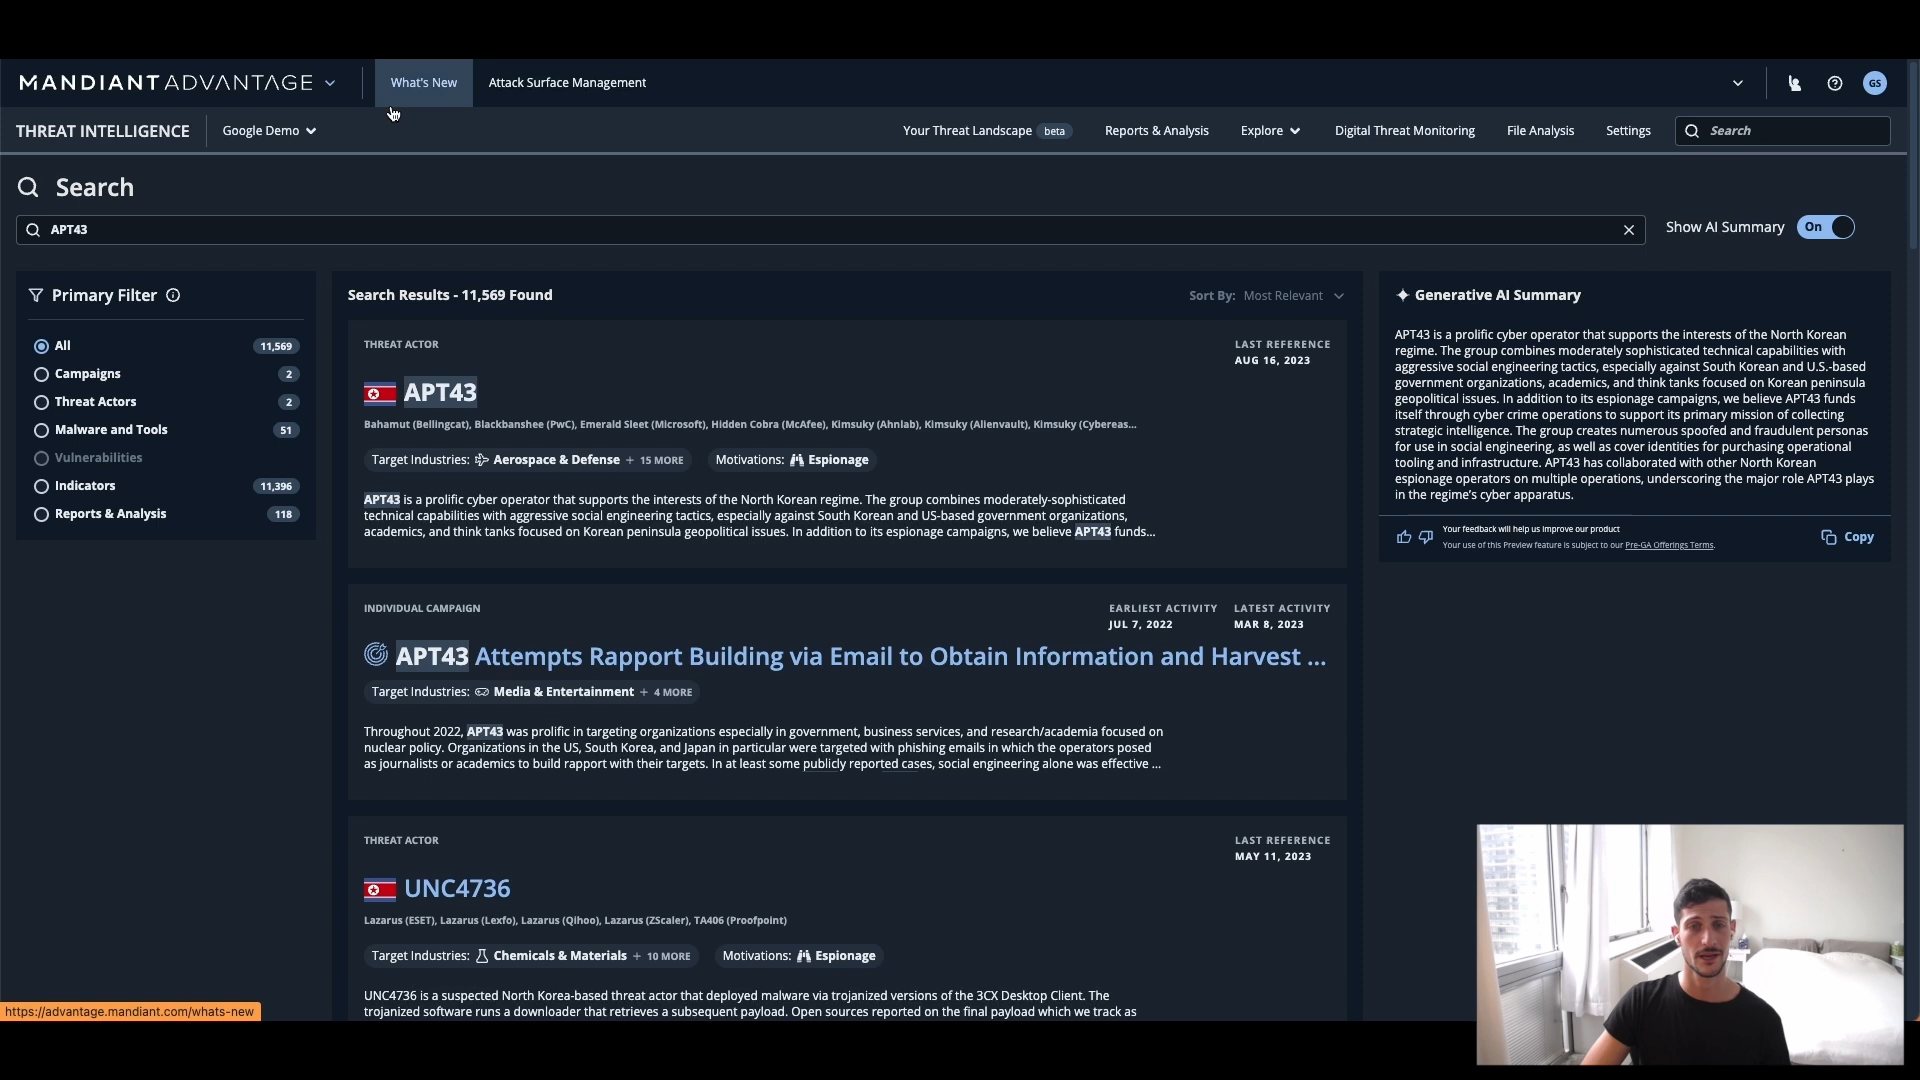 MANDIANT ADVANTAGE
What's New
Attack Surface Management
GS
THREAT INTELLIGENCE
Google Demo
Your Threat Landscape beta
Reports & Analysis
Explore
Digital Threat Monitoring
File Analysis
Settings
Search
Search
APT43
Show AI Summary On
Primary Filter
All 11,569
Campaigns 2
Threat Actors 2
Malware and Tools 51
Vulnerabilities
Indicators 11,396
Reports & Analysis 118
Search Results - 11,569 Found
Sort By: Most Relevant
THREAT ACTOR
LAST REFERENCE
AUG 16, 2023
APT43
Bahamut (Bellingcat), Blackbanshee (PwC), Emerald Sleet (Microsoft), Hidden Cobra (McAfee), Kimsuky (Ahnlab), Kimsuky (Alienvault), Kimsuky (Cybereas...
Target Industries: Aerospace & Defense + 15 MORE
Motivations: Espionage
APT43 is a prolific cyber operator that supports the interests of the North Korean regime. The group combines moderately-sophisticated
technical capabilities with aggressive social engineering tactics, especially against South Korean and US-based government organizations,
academics, and think tanks focused on Korean peninsula geopolitical issues. In addition to its espionage campaigns, we believe APT43 funds...
INDIVIDUAL CAMPAIGN
EARLIEST ACTIVITY
JUL 7, 2022
LATEST ACTIVITY
MAR 8, 2023
APT43 Attempts Rapport Building via Email to Obtain Information and Harvest ...
Target Industries: Media & Entertainment + 4 MORE
Throughout 2022, APT43 was prolific in targeting organizations especially in government, business services, and research/academia focused on
nuclear policy. Organizations in the US, South Korea, and Japan in particular were targeted with phishing emails in which the operators posed
as journalists or academics to build rapport with their targets. In at least some publicly reported cases, social engineering alone was effective ...
THREAT ACTOR
LAST REFERENCE
MAY 11, 2023
UNC4736
Lazarus (ESET), Lazarus (Lexfo), Lazarus (Qihoo), Lazarus (ZScaler), TA406 (Proofpoint)
Target Industries: Chemicals & Materials + 10 MORE
Motivations: Espionage
UNC4736 is a suspected North Korea-based threat actor that deployed malware via trojanized versions of the 3CX Desktop Client. The
trojanized software runs a downloader that retrieves a subsequent payload. Open sources reported on the final payload which we track as
Generative AI Summary
APT43 is a prolific cyber operator that supports the interests of the North Korean
regime. The group combines moderately sophisticated technical capabilities with
aggressive social engineering tactics, especially against South Korean and U.S.-based
government organizations, academics, and think tanks focused on Korean peninsula
geopolitical issues. In addition to its espionage campaigns, we believe APT43 funds
itself through cyber crime operations to support its primary mission of collecting
strategic intelligence. The group creates numerous spoofed and fraudulent personas
for use in social engineering, as well as cover identities for purchasing operational
tooling and infrastructure. APT43 has collaborated with other North Korean
espionage operators on multiple operations, underscoring the major role APT43 plays
in the regime's cyber apparatus.
Your feedback will help us improve our product
Your use of this Preview feature is subject to our Pre-GA Offerings Terms.
Copy
https://advantage.mandiant.com/whats-new